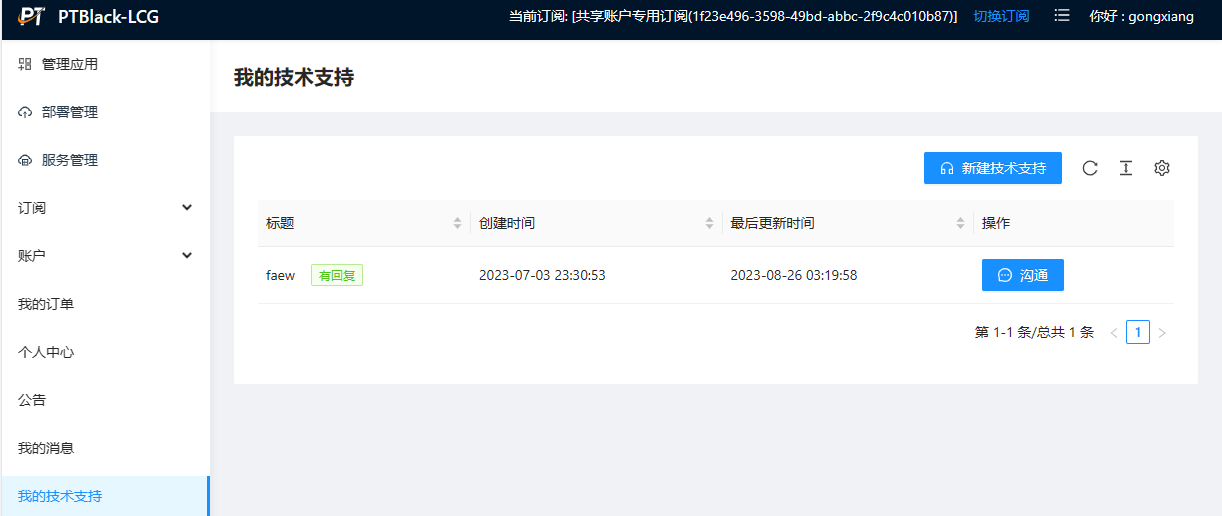 PT PTBlack-LCG 当前订阅: [共享账户专用订阅(1f23e496-3598-49bd-abbc-2f9c4c010b87)] 切换订阅 你好 : gongxiang
管理应用
部署管理
服务管理
订阅
账户
我的订单
个人中心
公告
我的消息
我的技术支持
我的技术支持
新建技术支持
标题 创建时间 最后更新时间 操作
faew 有回复 2023-07-03 23:30:53 2023-08-26 03:19:58 沟通
第 1-1 条/总共 1 条 < 1 >